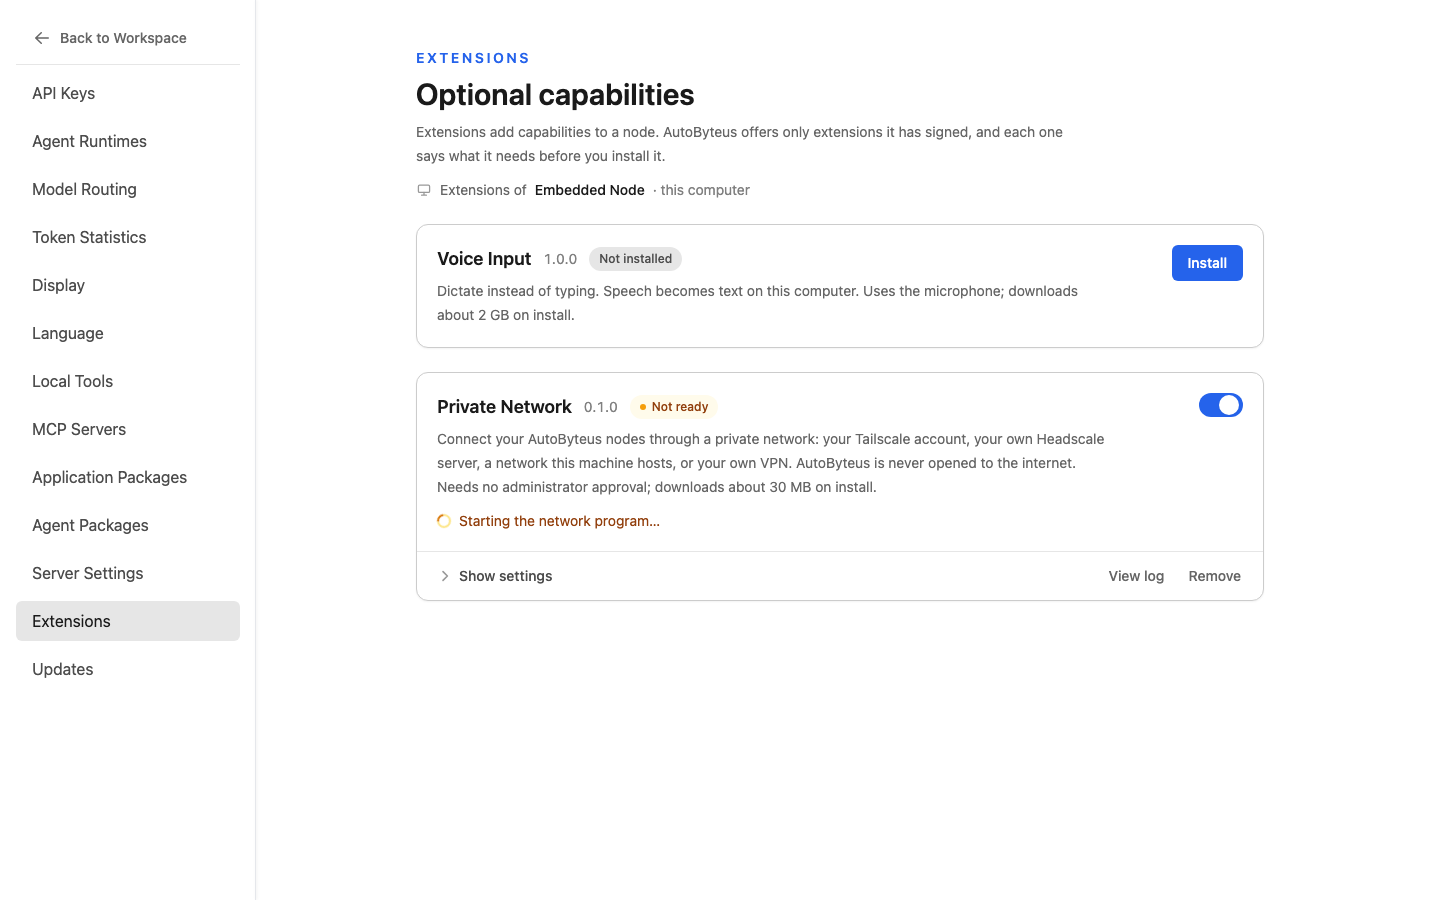 Back to Workspace
API Keys
Agent Runtimes
Model Routing
Token Statistics
Display
Language
Local Tools
MCP Servers
Application Packages
Agent Packages
Server Settings
Extensions
Updates
EXTENSIONS
Optional capabilities
Extensions add capabilities to a node. AutoByteus offers only extensions it has signed, and each one
says what it needs before you install it.
Extensions of Embedded Node · this computer
Voice Input 1.0.0 Not installed
Install
Dictate instead of typing. Speech becomes text on this computer. Uses the microphone; downloads
about 2 GB on install.
Private Network 0.1.0 Not ready
Connect your AutoByteus nodes through a private network: your Tailscale account, your own Headscale
server, a network this machine hosts, or your own VPN. AutoByteus is never opened to the internet.
Needs no administrator approval; downloads about 30 MB on install.
Starting the network program...
Show settings
View log
Remove